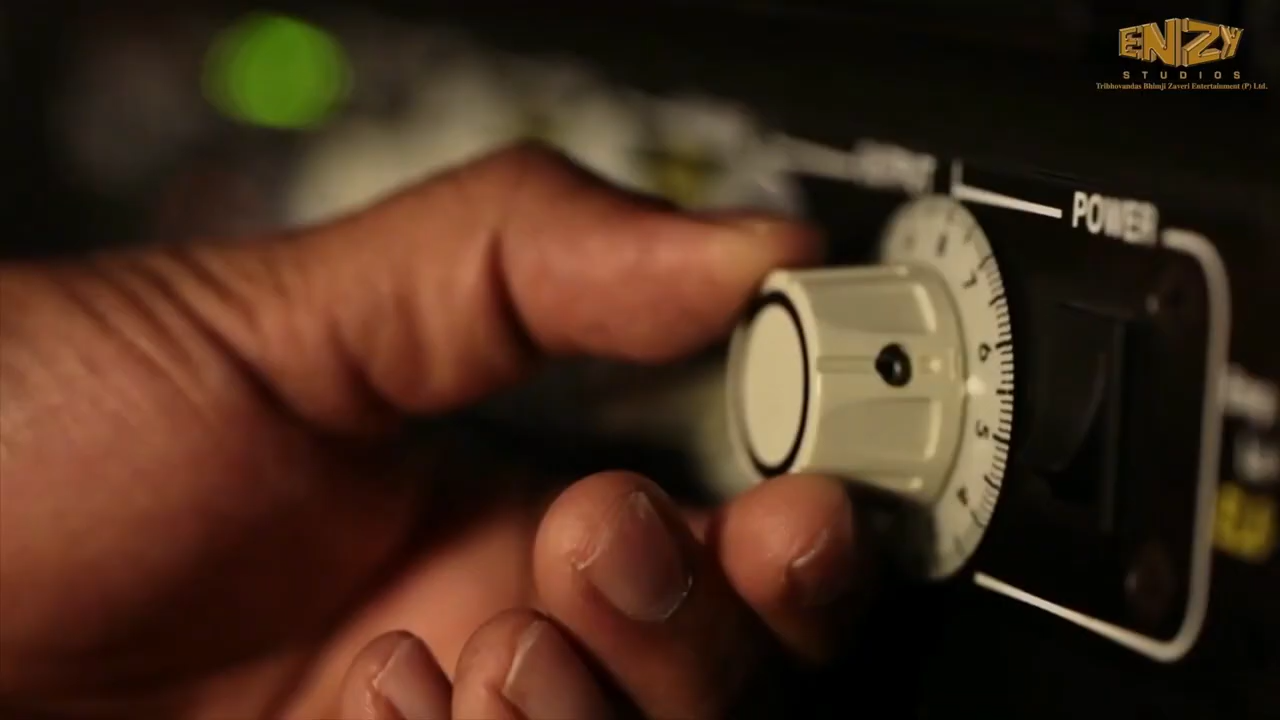 ENZY
STUDIOS
Tribhovandas Bhimji Zaveri Entertainment (P) Ltd.
POWER
7
6
5
4